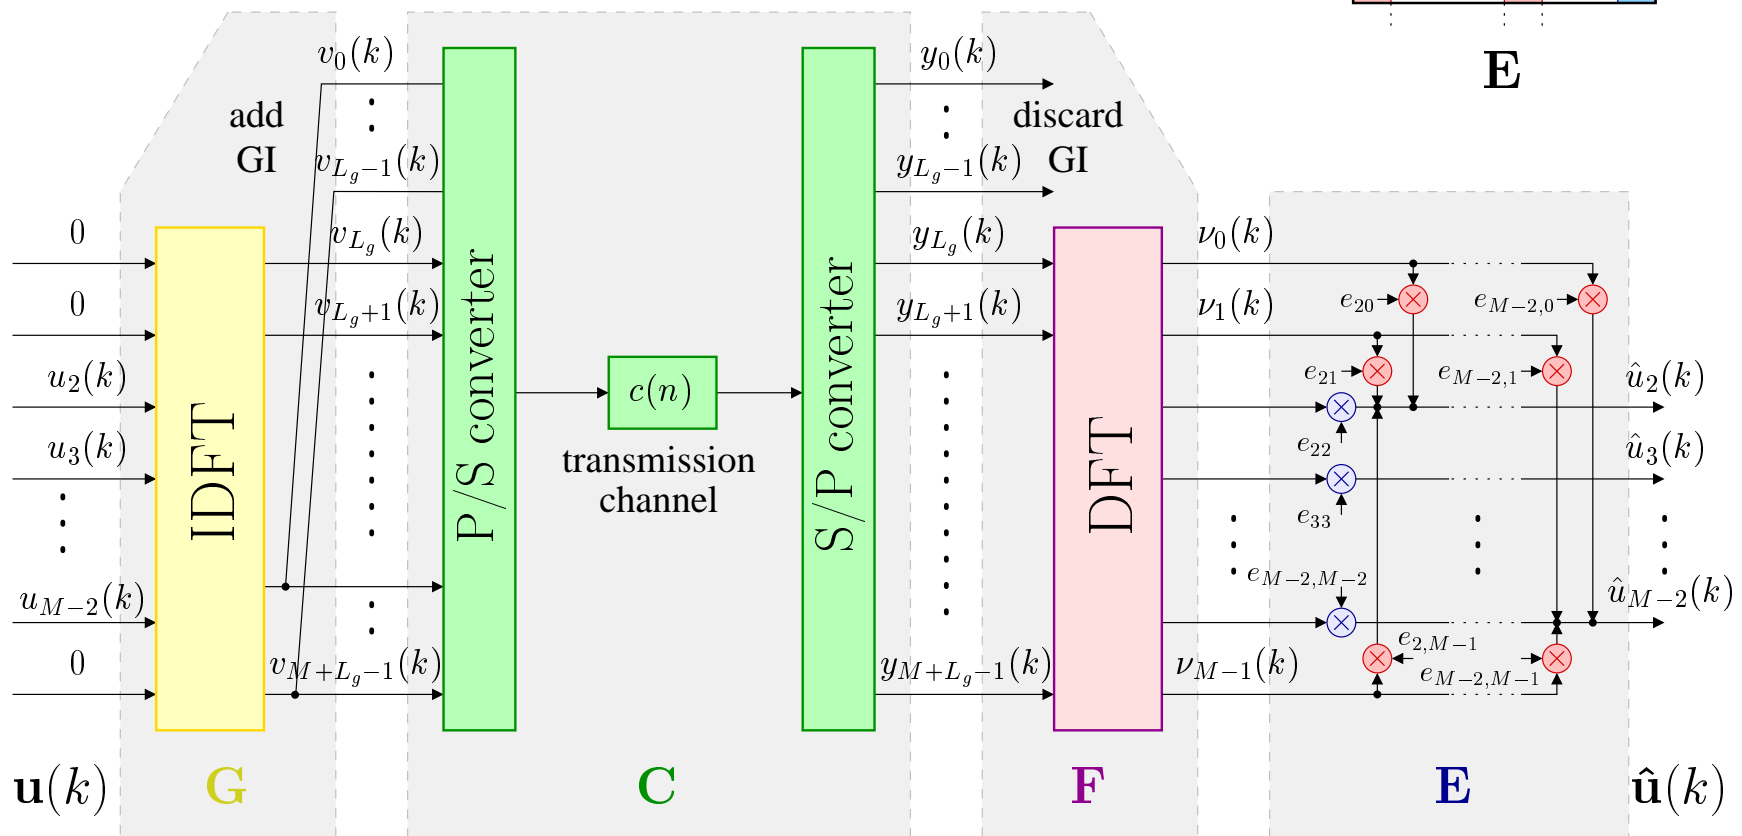 E
v_0(k)
y_0(k)
add
GI
discard
GI
v_{L_g-1}(k)
y_{L_g-1}(k)
0
v_{L_g}(k)
y_{L_g}(k)
ν_0(k)
0
v_{L_g+1}(k)
y_{L_g+1}(k)
ν_1(k)
e_{20}
e_{M-2,0}
u_2(k)
e_{21}
e_{M-2,1}
û_2(k)
u_3(k)
e_{22}
û_3(k)
e_{33}
IDFT
P/S converter
c(n)
transmission
channel
S/P converter
DFT
u_{M-2}(k)
e_{M-2,M-2}
û_{M-2}(k)
0
v_{M+L_g-1}(k)
y_{M+L_g-1}(k)
ν_{M-1}(k)
e_{2,M-1}
e_{M-2,M-1}
u(k)
G
C
F
E
û(k)